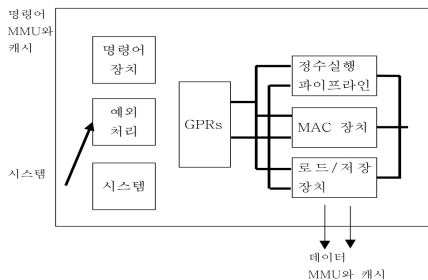 명령어
MMU와
캐시
명령어
장치
예외
처리
시스템
시스템
GPRs
정수실행
파이프라인
MAC 장치
로드/저장
장치
데이터
MMU와 캐시